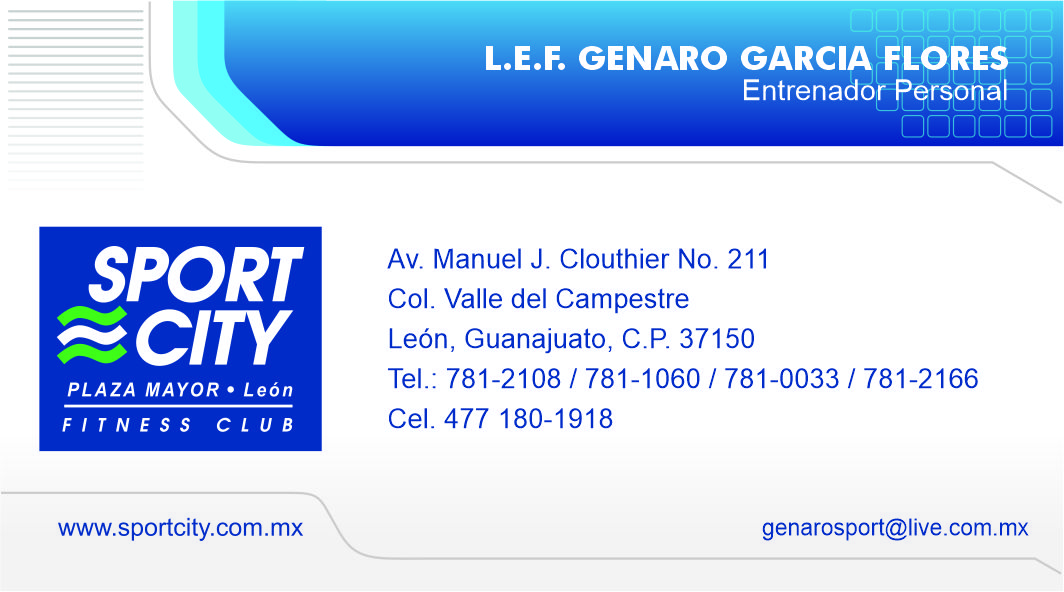 L.E.F. GENARO GARCIA FLORES
Entrenador Personal
SPORT
CITY
PLAZA MAYOR • León
FITNESS CLUB
Av. Manuel J. Clouthier No. 211
Col. Valle del Campestre
León, Guanajuato, C.P. 37150
Tel.: 781-2108 / 781-1060 / 781-0033 / 781-2166
Cel. 477 180-1918
www.sportcity.com.mx
genarosport@live.com.mx